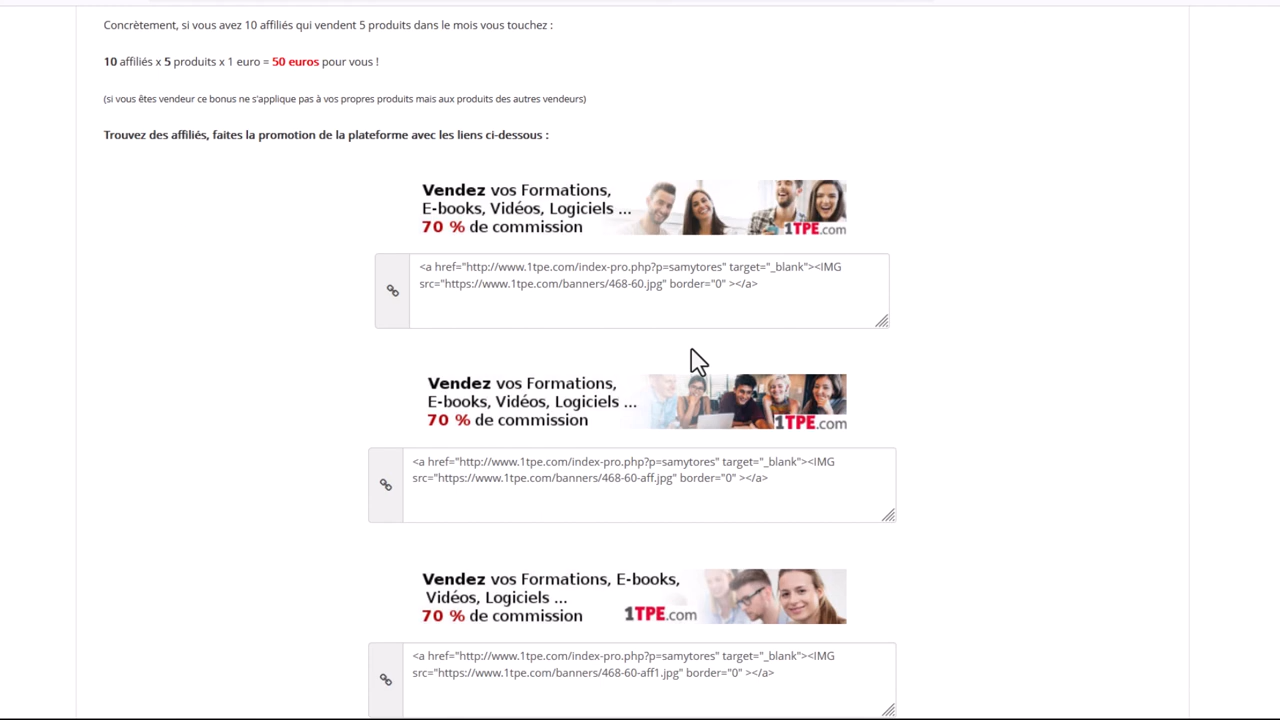 Concrètement, si vous avez 10 affiliés qui vendent 5 produits dans le mois vous touchez :
10 affiliés x 5 produits x 1 euro = 50 euros pour vous !
(si vous êtes vendeur ce bonus ne s'applique pas à vos propres produits mais aux produits des autres vendeurs)
Trouvez des affiliés, faites la promotion de la plateforme avec les liens ci-dessous :
Vendez vos Formations,
E-books, Vidéos, Logiciels ...
70 % de commission
1TPE.com
<a href="http://www.1tpe.com/index-pro.php?p=samytores" target="_blank"><IMG
src="https://www.1tpe.com/banners/468-60.jpg" border="0" ></a>
Vendez vos Formations,
E-books, Vidéos, Logiciels ...
70 % de commission
1TPE.com
<a href="http://www.1tpe.com/index-pro.php?p=samytores" target="_blank"><IMG
src="https://www.1tpe.com/banners/468-60-aff.jpg" border="0" ></a>
Vendez vos Formations, E-books,
Vidéos, Logiciels ...
70 % de commission
1TPE.com
<a href="http://www.1tpe.com/index-pro.php?p=samytores" target="_blank"><IMG
src="https://www.1tpe.com/banners/468-60-aff1.jpg" border="0" ></a>